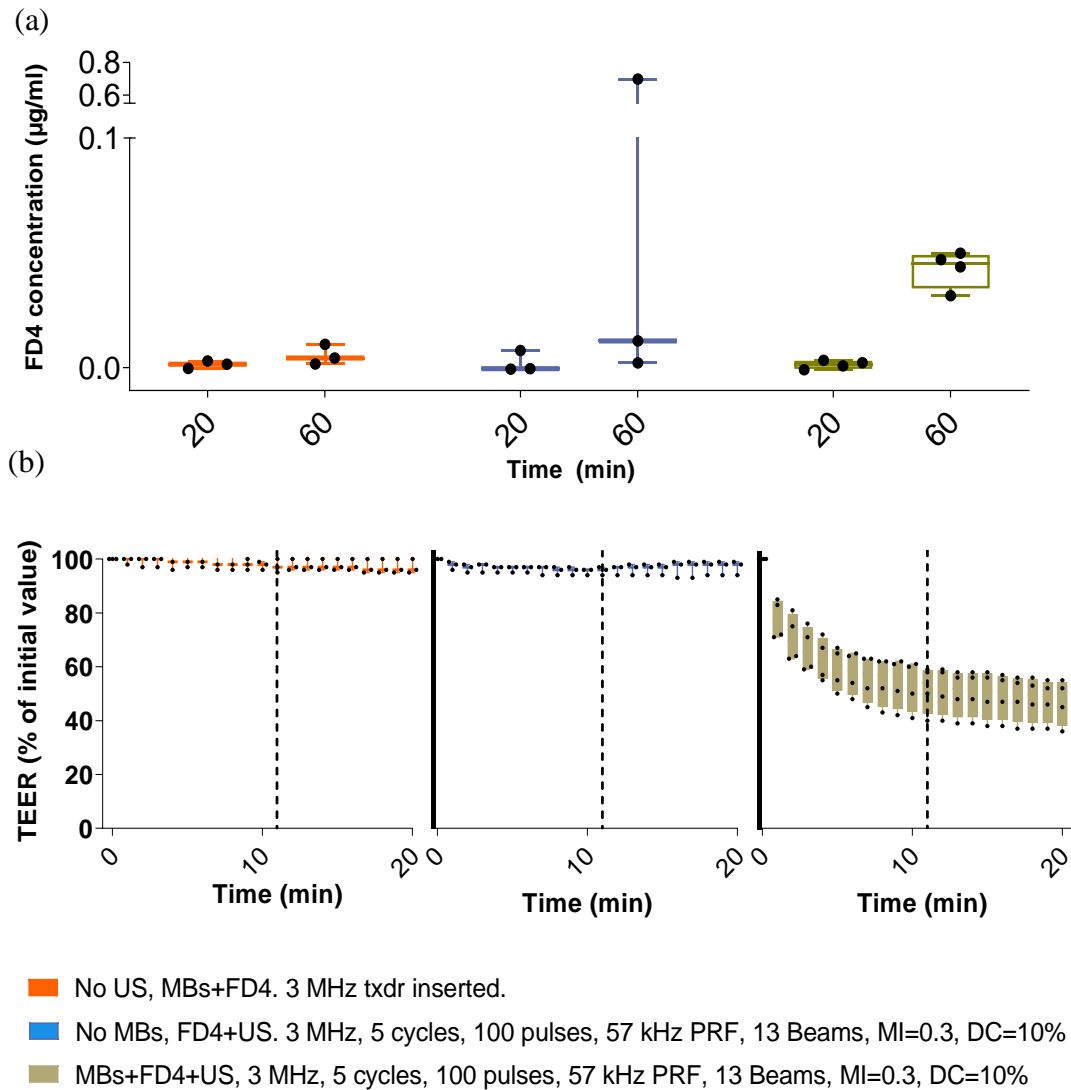 (a)
FD4 concentration (µg/ml)
0.8
0.6
0.1
0.0
20 60 20 60 20 60
Time (min)
(b)
TEER (% of initial value)
100
80
60
40
20
0
0 10 20 0 10 20 0 10 20
Time (min) Time (min) Time (min)
No US, MBs+FD4. 3 MHz txdr inserted.
No MBs, FD4+US. 3 MHz, 5 cycles, 100 pulses, 57 kHz PRF, 13 Beams, MI=0.3, DC=10%
MBs+FD4+US, 3 MHz, 5 cycles, 100 pulses, 57 kHz PRF, 13 Beams, MI=0.3, DC=10%